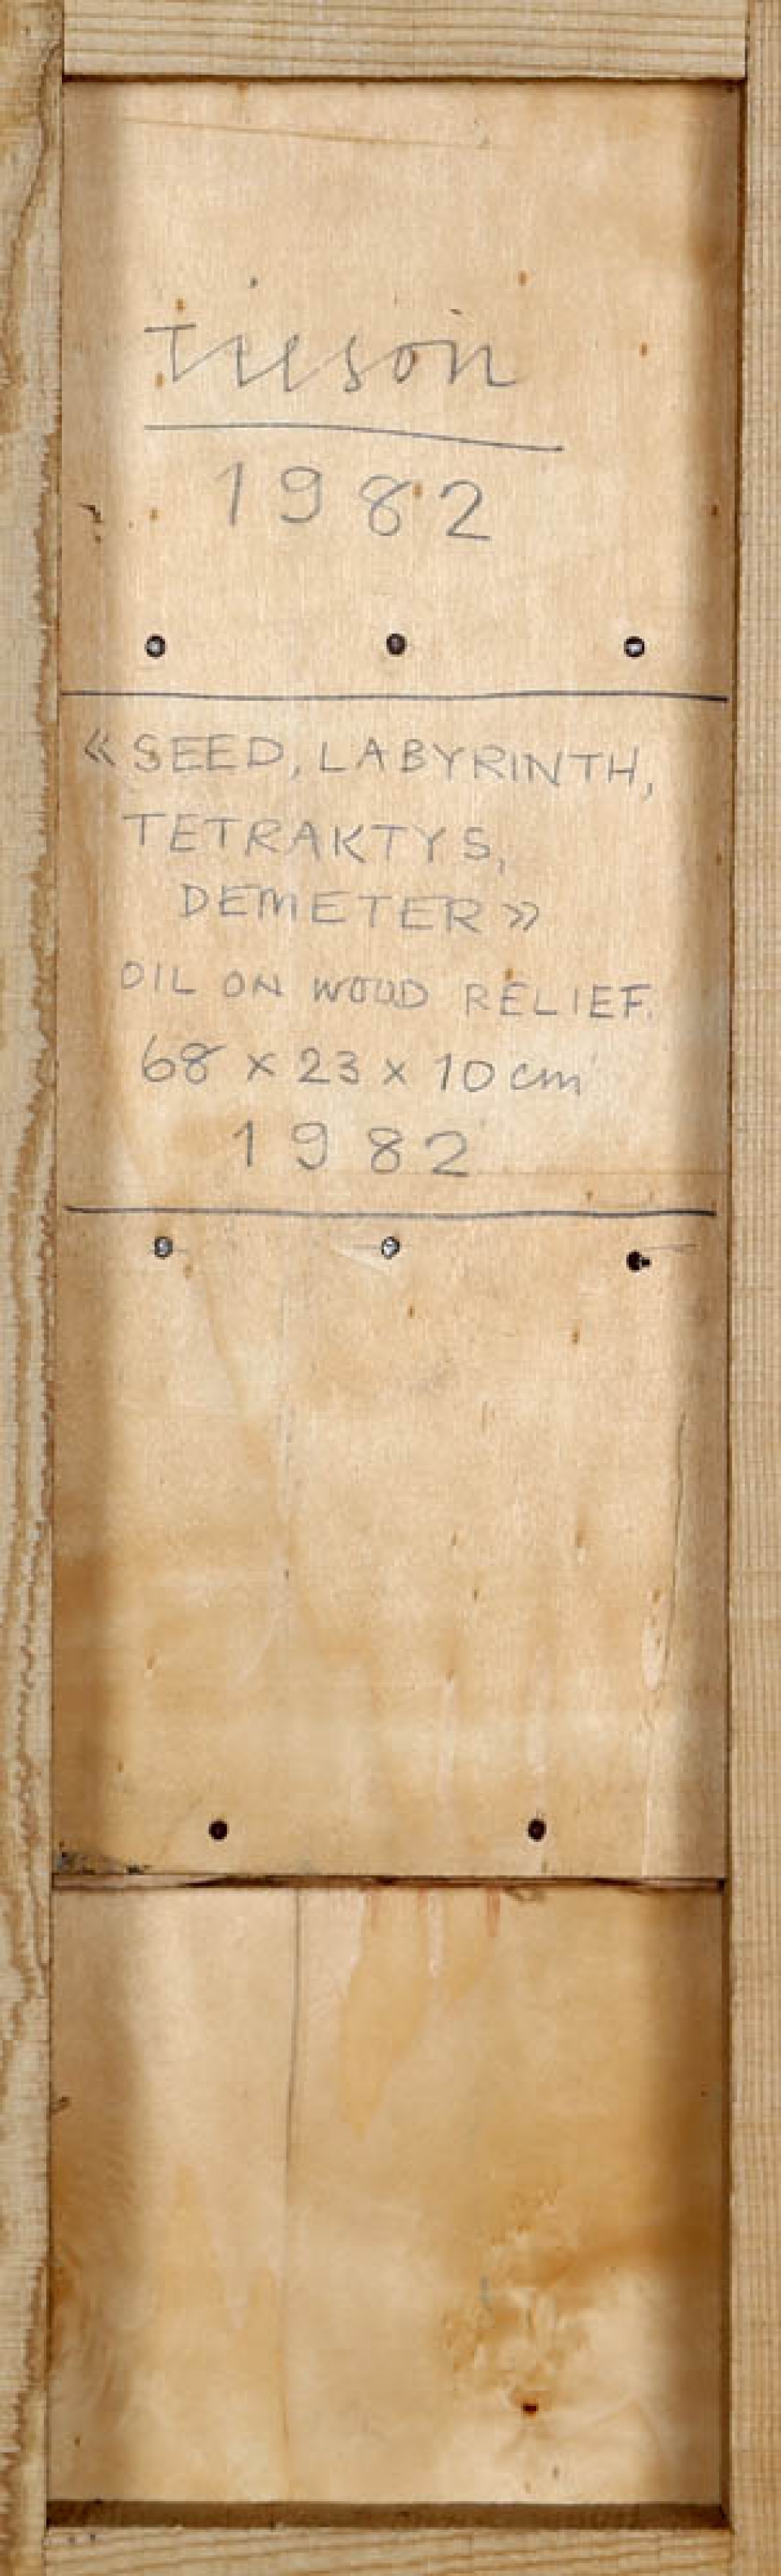 Tilson
1982
« SEED, LABYRINTH,
TETRAKTYS,
DEMETER »
OIL ON WOOD RELIEF.
68 x 23 x 10 cm
1982